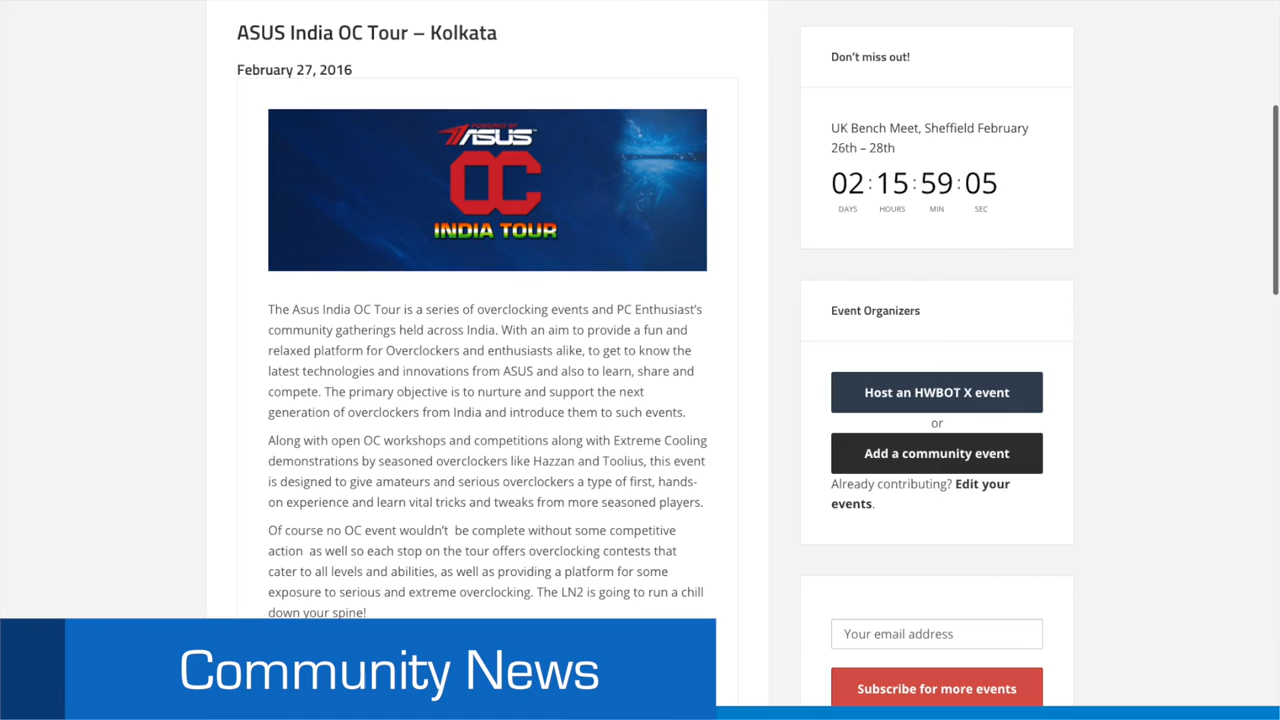 ASUS India OC Tour – Kolkata
February 27, 2016
POWERED BY
ASUS
OC
INDIA TOUR
The Asus India OC Tour is a series of overclocking events and PC Enthusiast's
community gatherings held across India. With an aim to provide a fun and
relaxed platform for Overclockers and enthusiasts alike, to get to know the
latest technologies and innovations from ASUS and also to learn, share and
compete. The primary objective is to nurture and support the next
generation of overclockers from India and introduce them to such events.
Along with open OC workshops and competitions along with Extreme Cooling
demonstrations by seasoned overclockers like Hazzan and Toolius, this event
is designed to give amateurs and serious overclockers a type of first, hands-
on experience and learn vital tricks and tweaks from more seasoned players.
Of course no OC event wouldn't be complete without some competitive
action as well so each stop on the tour offers overclocking contests that
cater to all levels and abilities, as well as providing a platform for some
exposure to serious and extreme overclocking. The LN2 is going to run a chill
down your spine!
Don't miss out!
UK Bench Meet, Sheffield February
26th – 28th
02 : 15 : 59 : 05
DAYS HOURS MIN SEC
Event Organizers
Host an HWBOT X event
or
Add a community event
Already contributing? Edit your
events.
Your email address
Subscribe for more events
Community News